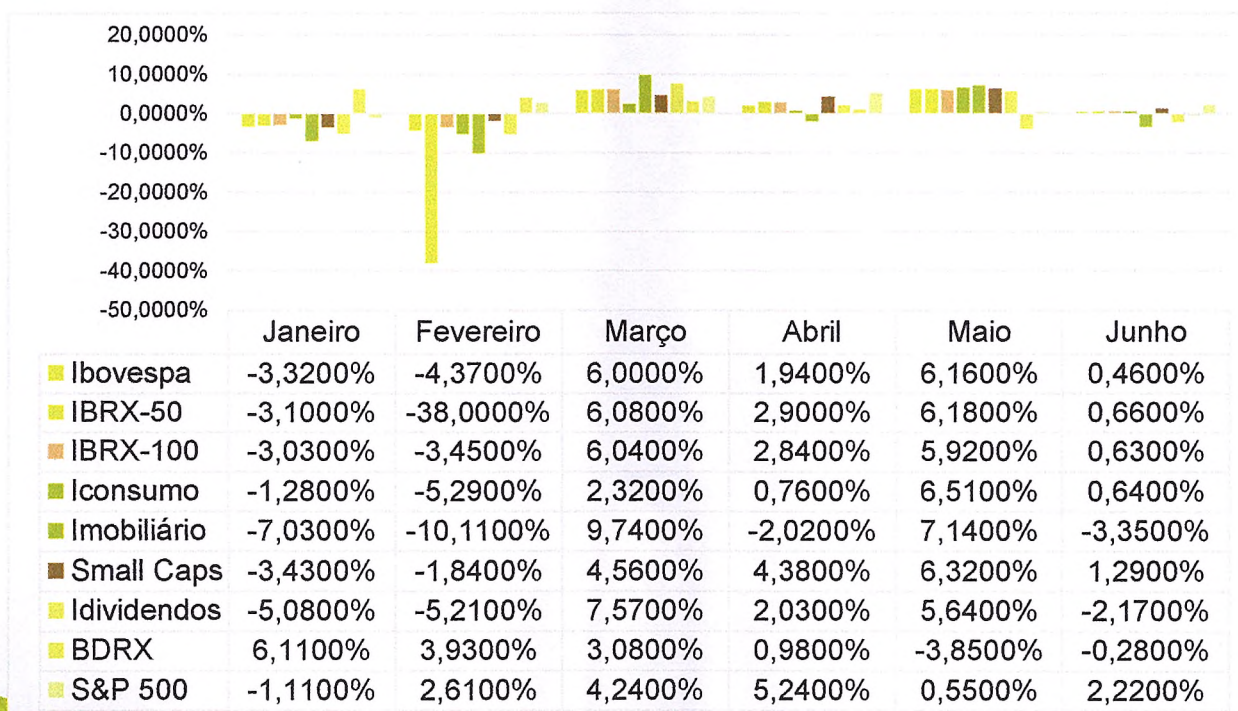 20,0000%
10,0000%
0,0000%
-10,0000%
-20,0000%
-30,0000%
-40,0000%
-50,0000%
Janeiro Fevereiro Março Abril Maio Junho
Ibovespa -3,3200% -4,3700% 6,0000% 1,9400% 6,1600% 0,4600%
IBRX-50 -3,1000% -38,0000% 6,0800% 2,9000% 6,1800% 0,6600%
IBRX-100 -3,0300% -3,4500% 6,0400% 2,8400% 5,9200% 0,6300%
Iconsumo -1,2800% -5,2900% 2,3200% 0,7600% 6,5100% 0,6400%
Imobiliário -7,0300% -10,1100% 9,7400% -2,0200% 7,1400% -3,3500%
Small Caps -3,4300% -1,8400% 4,5600% 4,3800% 6,3200% 1,2900%
Idividendos -5,0800% -5,2100% 7,5700% 2,0300% 5,6400% -2,1700%
BDRX 6,1100% 3,9300% 3,0800% 0,9800% -3,8500% -0,2800%
S&P 500 -1,1100% 2,6100% 4,2400% 5,2400% 0,5500% 2,2200%